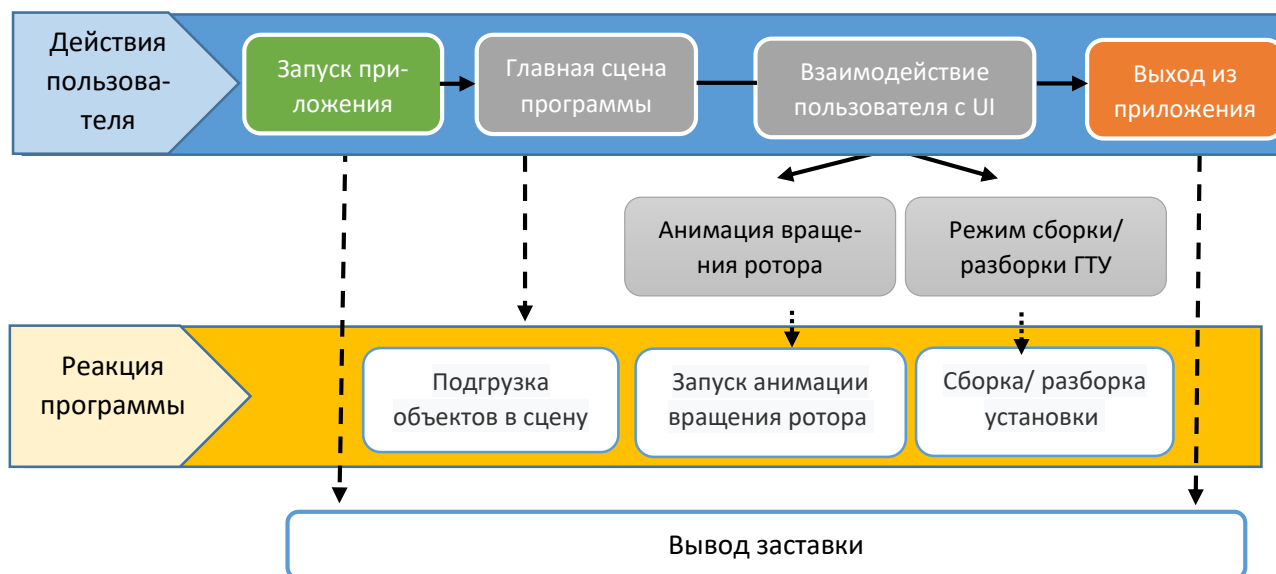 Действия
пользова-
теля
Запуск при-
ложения
Главная сцена
программы
Взаимодействие
пользователя с UI
Выход из
приложения
Анимация враще-
ния ротора
Режим сборки/
разборки ГТУ
Реакция
программы
Подгрузка
объектов в сцену
Запуск анимации
вращения ротора
Сборка/ разборка
установки
Вывод заставки